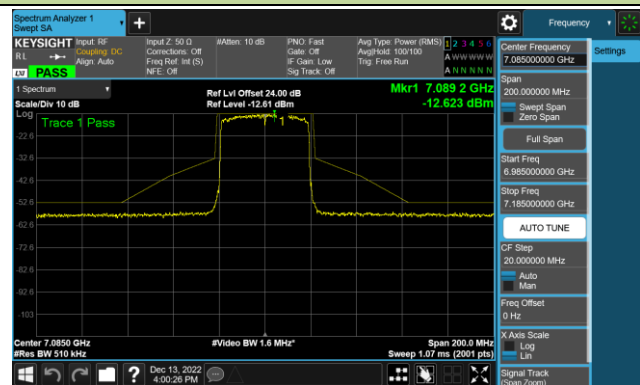 Spectrum Analyzer 1
Swept SA
Frequency
KEYSIGHT
RL
LXI
PASS
Input: RF
Coupling: DC
Align: Auto
Input Z: 50 Ω
Corrections: Off
Freq Ref: Int (S)
NFE: Off
#Atten: 10 dB
PNO: Fast
Gate: Off
IF Gain: Low
Sig Track: Off
Avg Type: Power (RMS)
Avg|Hold: 100/100
Trig: Free Run
1 2 3 4 5 6
A W W W W W
A N N N N N
1 Spectrum
Scale/Div 10 dB
Ref Lvl Offset 24.00 dB
Ref Level -12.61 dBm
Mkr1 7.089 2 GHz
-12.623 dBm
Log
Trace 1 Pass
1
-22.6
-32.6
-42.6
-52.6
-62.6
-72.6
-82.6
-92.6
-103
Center 7.0850 GHz
#Res BW 510 kHz
#Video BW 1.6 MHz*
Span 200.0 MHz
Sweep 1.07 ms (2001 pts)
Dec 13, 2022
4:00:26 PM
Center Frequency
7.085000000 GHz
Span
200.000000 MHz
Swept Span
Zero Span
Full Span
Start Freq
6.985000000 GHz
Stop Freq
7.185000000 GHz
AUTO TUNE
CF Step
20.000000 MHz
Auto
Man
Freq Offset
0 Hz
X Axis Scale
Log
Lin
Signal Track
(Span Zoom)
Settings